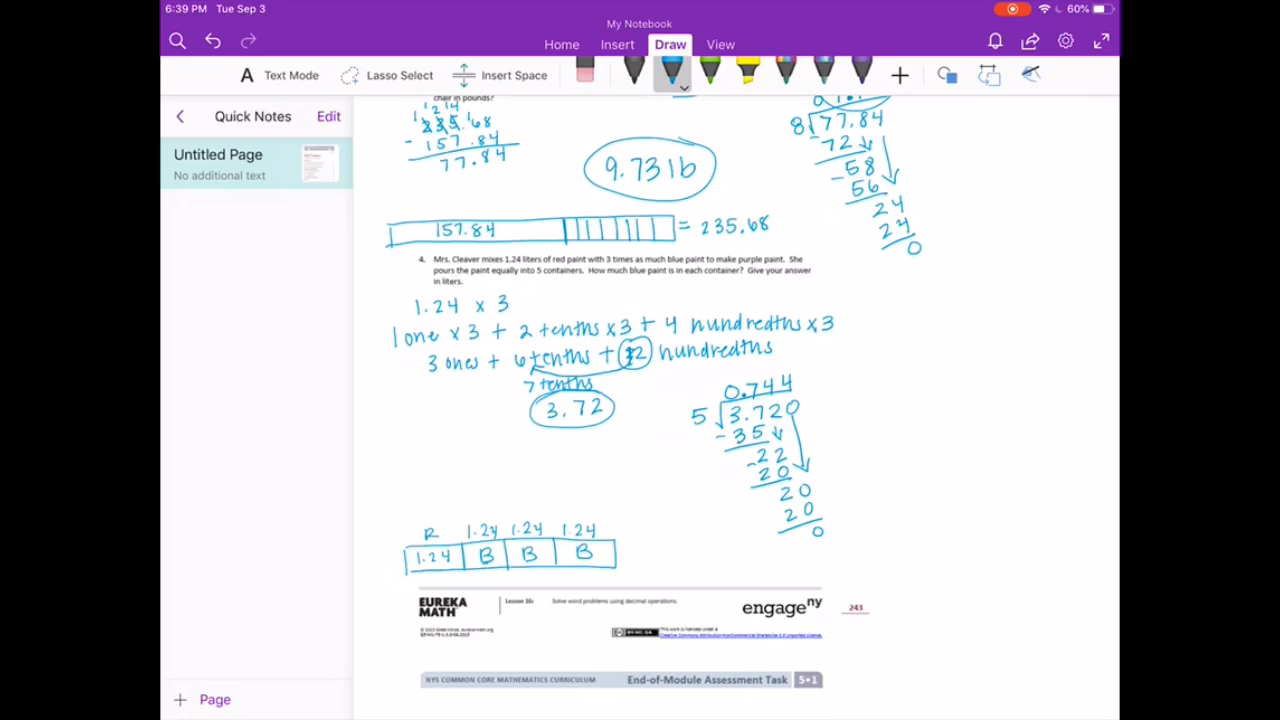 6:39 PM Tue Sep 3
60%
My Notebook
Home Insert Draw View
Text Mode Lasso Select Insert Space
Quick Notes Edit
Untitled Page
No additional text
Page
chair in pounds?
1 2 14
235.68
- 157.84
77.84
9.73 lb
8 77.84
- 72
58
- 56
24
24
0
157.84 = 235.68
4. Mrs. Cleaver mixes 1.24 liters of red paint with 3 times as much blue paint to make purple paint. She
pours the paint equally into 5 containers. How much blue paint is in each container? Give your answer
in liters.
1.24 x 3
1 one x 3 + 2 tenths x 3 + 4 hundredths x 3
3 ones + 6 tenths + 12 hundredths
7 tenths
3.72
0.744
5 3.720
- 35
22
- 20
20
20
0
R 1.24 1.24 1.24
1.24 B B B
EUREKA
MATH
Lesson 16: Solve word problems using decimal operations.
engageny
243
NYS COMMON CORE MATHEMATICS CURRICULUM End-of-Module Assessment Task 5•1